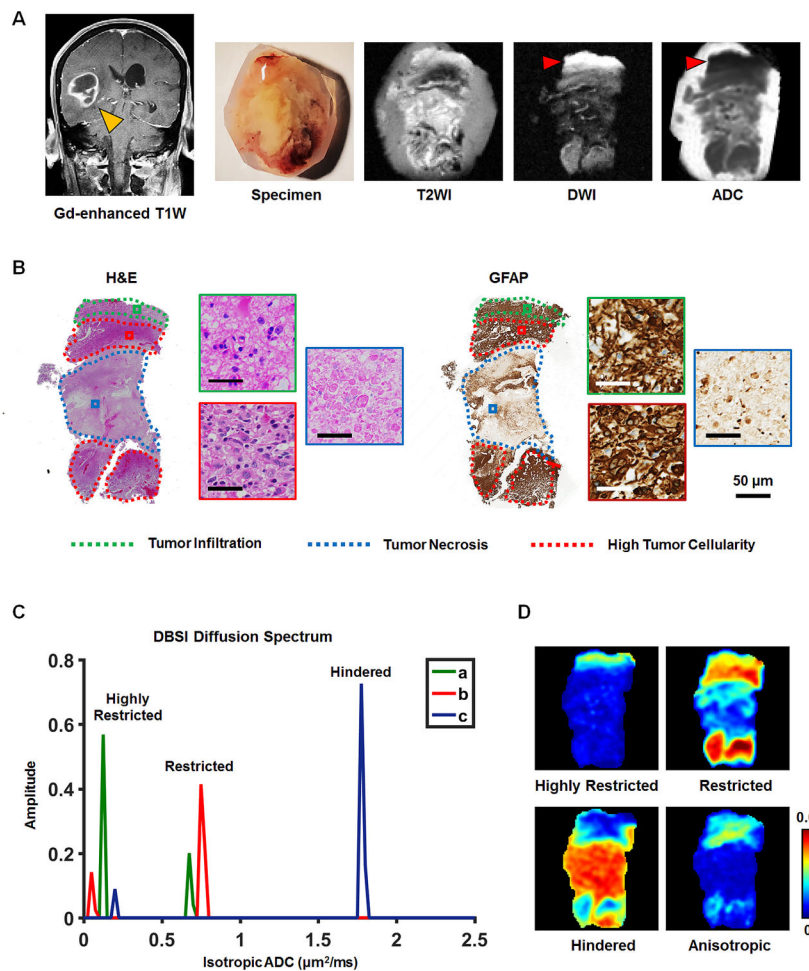 A
Gd-enhanced T1W
Specimen
T2WI
DWI
ADC
B
H&E
GFAP
50 µm
Tumor Infiltration
Tumor Necrosis
High Tumor Cellularity
C
DBSI Diffusion Spectrum
0.8
0.6
0.4
0.2
0
Amplitude
Highly
Restricted
Restricted
Hindered
a
b
c
0
0.5
1
1.5
2
2.5
Isotropic ADC (µm²/ms)
D
Highly Restricted
Restricted
Hindered
Anisotropic
0